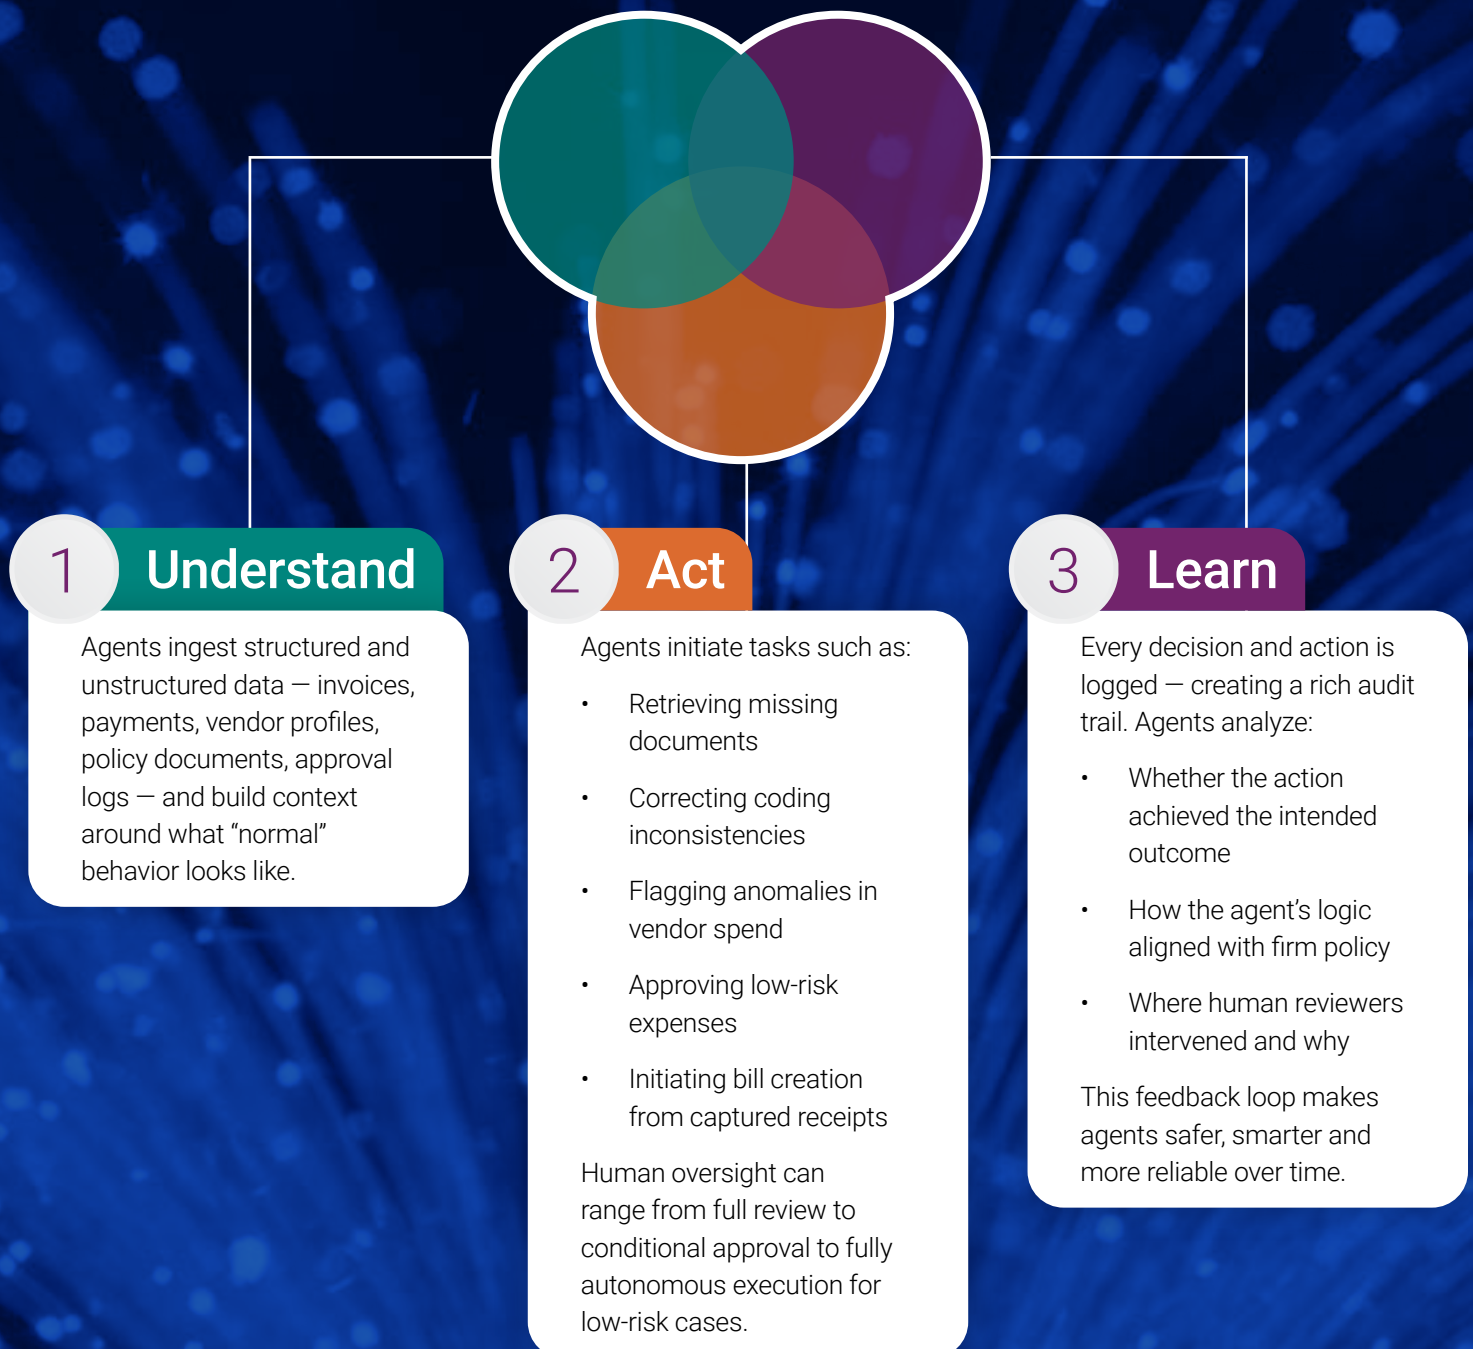 1
Understand
Agents ingest structured and
unstructured data — invoices,
payments, vendor profiles,
policy documents, approval
logs — and build context
around what “normal”
behavior looks like.
2
Act
Agents initiate tasks such as:
• Retrieving missing
documents
• Correcting coding
inconsistencies
• Flagging anomalies in
vendor spend
• Approving low-risk
expenses
• Initiating bill creation
from captured receipts
Human oversight can
range from full review to
conditional approval to fully
autonomous execution for
low-risk cases.
3
Learn
Every decision and action is
logged — creating a rich audit
trail. Agents analyze:
• Whether the action
achieved the intended
outcome
• How the agent’s logic
aligned with firm policy
• Where human reviewers
intervened and why
This feedback loop makes
agents safer, smarter and
more reliable over time.